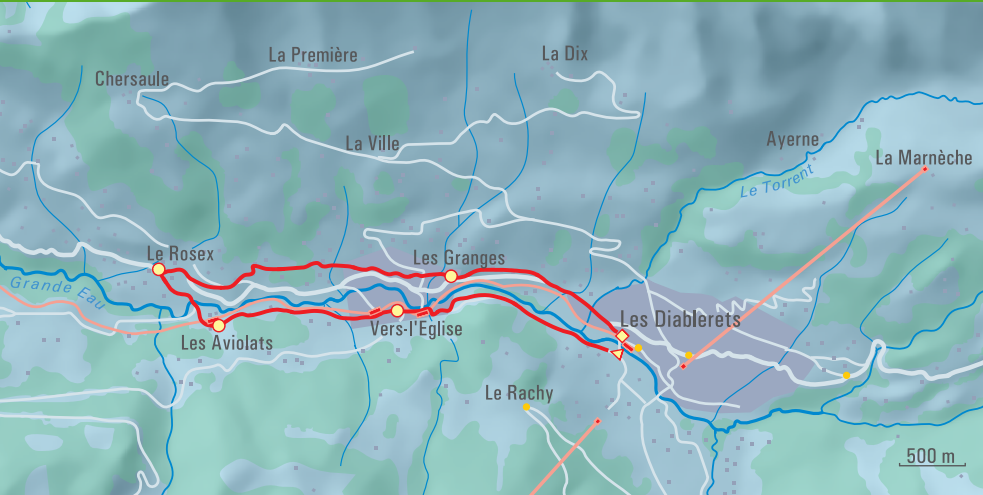 La Première
La Dix
Chersaule
La Ville
Ayerne
La Marnèche
Le Torrent
Le Rosex
Les Granges
Grande Eau
Les Diablerets
Vers-l'Eglise
Les Aviolats
Le Rachy
500 m